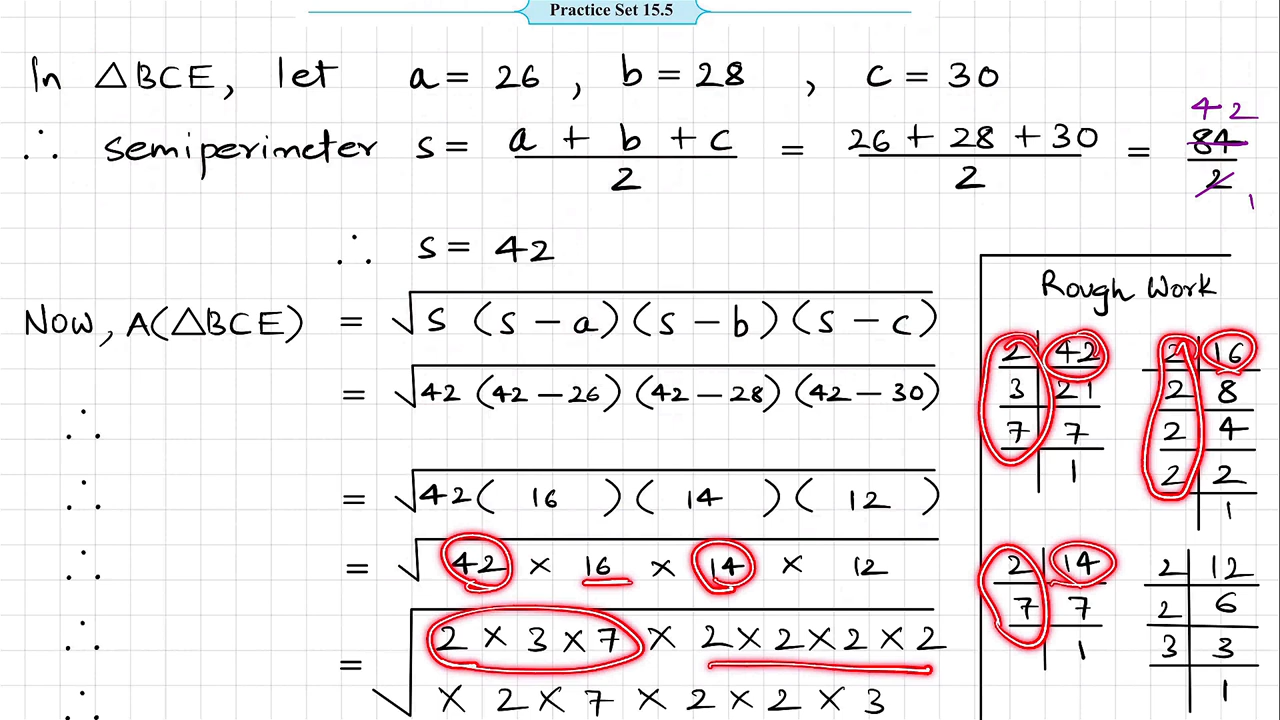 Practice Set 15.5
In △BCE, let a = 26 , b = 28 , c = 30
∴ semiperimeter s = a + b + c / 2 = 26 + 28 + 30 / 2 = 84 / 2 42 1
∴ s = 42
Now, A(△BCE) = √s (s - a) (s - b) (s - c)
∴ = √42 (42 - 26) (42 - 28) (42 - 30)
∴ = √42 ( 16 ) ( 14 ) ( 12 )
∴ = √42 × 16 × 14 × 12
∴ = √2 × 3 × 7 × 2 × 2 × 2 × 2
∴ × 2 × 7 × 2 × 2 × 3
Rough Work
2 | 42
3 | 21
7 | 7
1
2 | 16
2 | 8
2 | 4
2 | 2
1
2 | 14
7 | 7
1
2 | 12
2 | 6
3 | 3
1